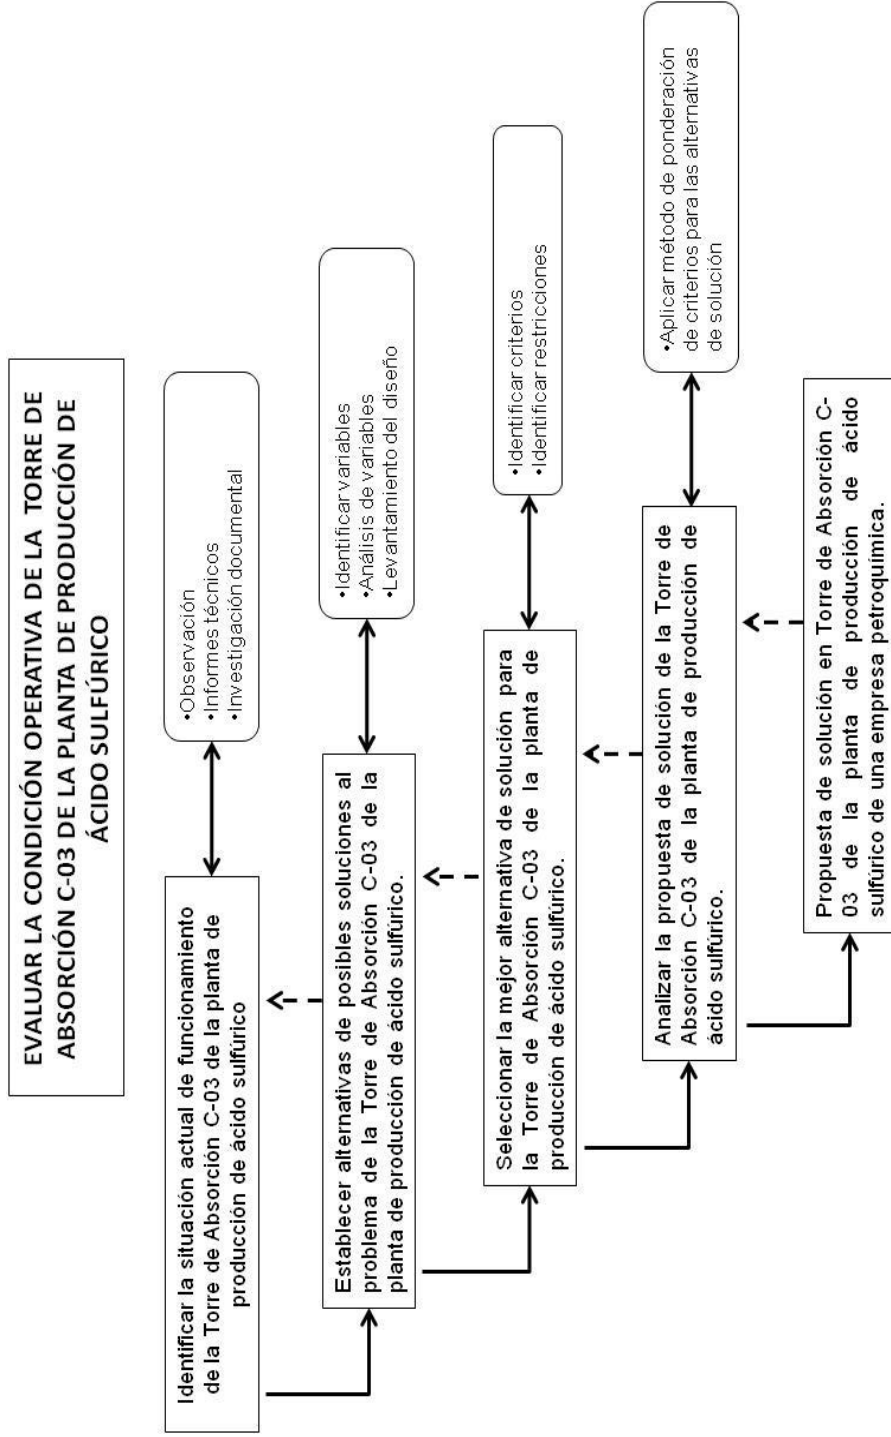 EVALUAR LA CONDICIÓN OPERATIVA DE LA TORRE DE
ABSORCIÓN C-03 DE LA PLANTA DE PRODUCCIÓN DE
ÁCIDO SULFÚRICO
Identificar la situación actual de funcionamiento
de la Torre de Absorción C-03 de la planta de
producción de ácido sulfúrico
•Observación
•Informes técnicos
•Investigación documental
Establecer alternativas de posibles soluciones al
problema de la Torre de Absorción C-03 de la
planta de producción de ácido sulfúrico.
•Identificar variables
•Análisis de variables
•Levantamiento del diseño
Seleccionar la mejor alternativa de solución para
la Torre de Absorción C-03 de la planta de
producción de ácido sulfúrico.
•Identificar criterios
•Identificar restricciones
Analizar la propuesta de solución de la Torre de
Absorción C-03 de la planta de producción de
ácido sulfúrico.
•Aplicar método de ponderación
de criterios para las alternativas
de solución
Propuesta de solución en Torre de Absorción C-
03 de la planta de producción de ácido
sulfúrico de una empresa petroquímica.